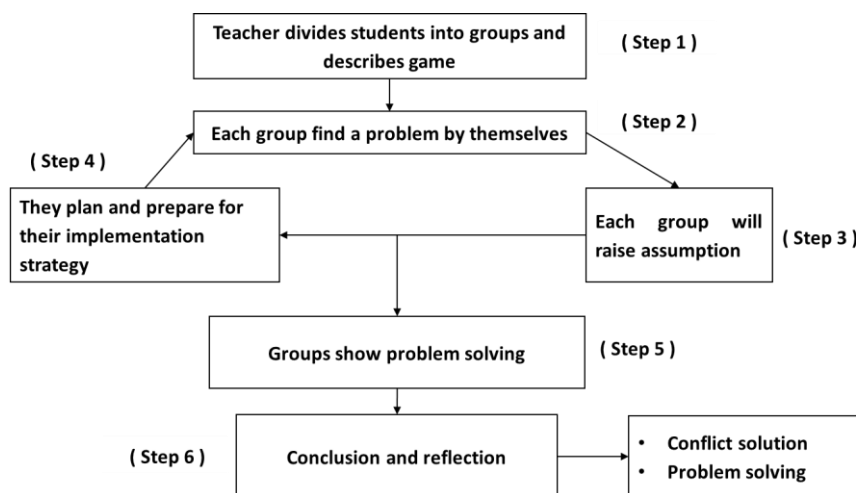 Teacher divides students into groups and
describes game
( Step 1 )
Each group find a problem by themselves
( Step 2 )
( Step 4 )
They plan and prepare for
their implementation
strategy
Each group will
raise assumption
( Step 3 )
Groups show problem solving
( Step 5 )
( Step 6 )
Conclusion and reflection
• Conflict solution
• Problem solving